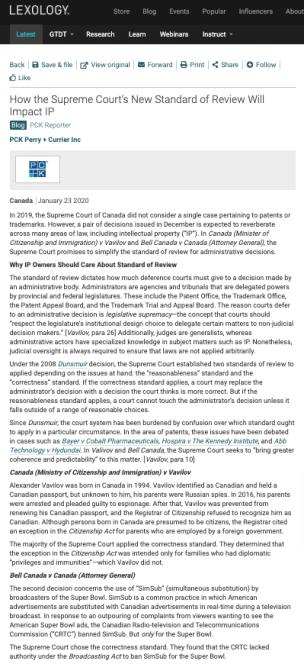 LEXOLOGY.
Store Blog Events Popular Influencers About
Latest GTDT Research Learn Webinars Instruct
Back Save & file View original Forward Print Share Follow
Like
How the Supreme Court's New Standard of Review Will
Impact IP
Blog PCK Reporter
PCK Perry + Currier Inc
PCK
Canada | January 23 2020
In 2019, the Supreme Court of Canada did not consider a single case pertaining to patents or
trademarks. However, a pair of decisions issued in December is expected to reverberate
across many areas of law, including intellectual property ("IP"). In Canada (Minister of
Citizenship and Immigration) v Vavilov and Bell Canada v Canada (Attorney General), the
Supreme Court promises to simplify the standard of review for administrative decisions.
Why IP Owners Should Care About Standard of Review
The standard of review dictates how much deference courts must give to a decision made by
an administrative body. Administrators are agencies and tribunals that are delegated powers
by provincial and federal legislatures. These include the Patent Office, the Trademark Office,
the Patent Appeal Board, and the Trademark Trial and Appeal Board. The reason courts defer
to an administrative decision is legislative supremacy—the concept that courts should
"respect the legislature's institutional design choice to delegate certain matters to non-judicial
decision makers." [Vavilov, para 26] Additionally, judges are generalists, whereas
administrative actors have specialized knowledge in subject matters such as IP. Nonetheless,
judicial oversight is always required to ensure that laws are not applied arbitrarily.
Under the 2008 Dunsmuir decision, the Supreme Court established two standards of review to
applied depending on the issues at hand: the "reasonableness" standard and the
"correctness" standard. If the correctness standard applies, a court may replace the
administrator's decision with a decision the court thinks is more correct. But if the
reasonableness standard applies, a court cannot touch the administrator's decision unless it
falls outside of a range of reasonable choices.
Since Dunsmuir, the court system has been burdened by confusion over which standard ought
to apply in a particular circumstance. In the area of patents, these issues have been debated
in cases such as Bayer v Cobalt Pharmaceuticals, Hospira v The Kennedy Institute, and Abb
Technology v Hyundai. In Valivov and Bell Canada, the Supreme Court seeks to "bring greater
coherence and predictability" to this matter. [Vavilov, para 10]
Canada (Ministry of Citizenship and Immigration) v Vavilov
Alexander Vavilov was born in Canada in 1994. Vavilov identified as Canadian and held a
Canadian passport, but unknown to him, his parents were Russian spies. In 2016, his parents
were arrested and pleaded guilty to espionage. After that, Vavilov was prevented from
renewing his Canadian passport, and the Registrar of Citizenship refused to recognize him as
Canadian. Although persons born in Canada are presumed to be citizens, the Registrar cited
an exception in the Citizenship Act for parents who are employed by a foreign government.
The majority of the Supreme Court applied the correctness standard. They determined that
the exception in the Citizenship Act was intended only for families who had diplomatic
"privileges and immunities"—which Vavilov did not.
Bell Canada v Canada (Attorney General)
The second decision concerns the use of "SimSub" (simultaneous substitution) by
broadcasters of the Super Bowl. SimSub is a common practice in which American
advertisements are substituted with Canadian advertisements in real-time during a television
broadcast. In response to an outpouring of complaints from viewers wanting to see the
American Super Bowl ads, the Canadian Radio-television and Telecommunications
Commission ("CRTC") banned SimSub. But only for the Super Bowl.
The Supreme Court chose the correctness standard. They found that the CRTC lacked
authority under the Broadcasting Act to ban SimSub for the Super Bowl.